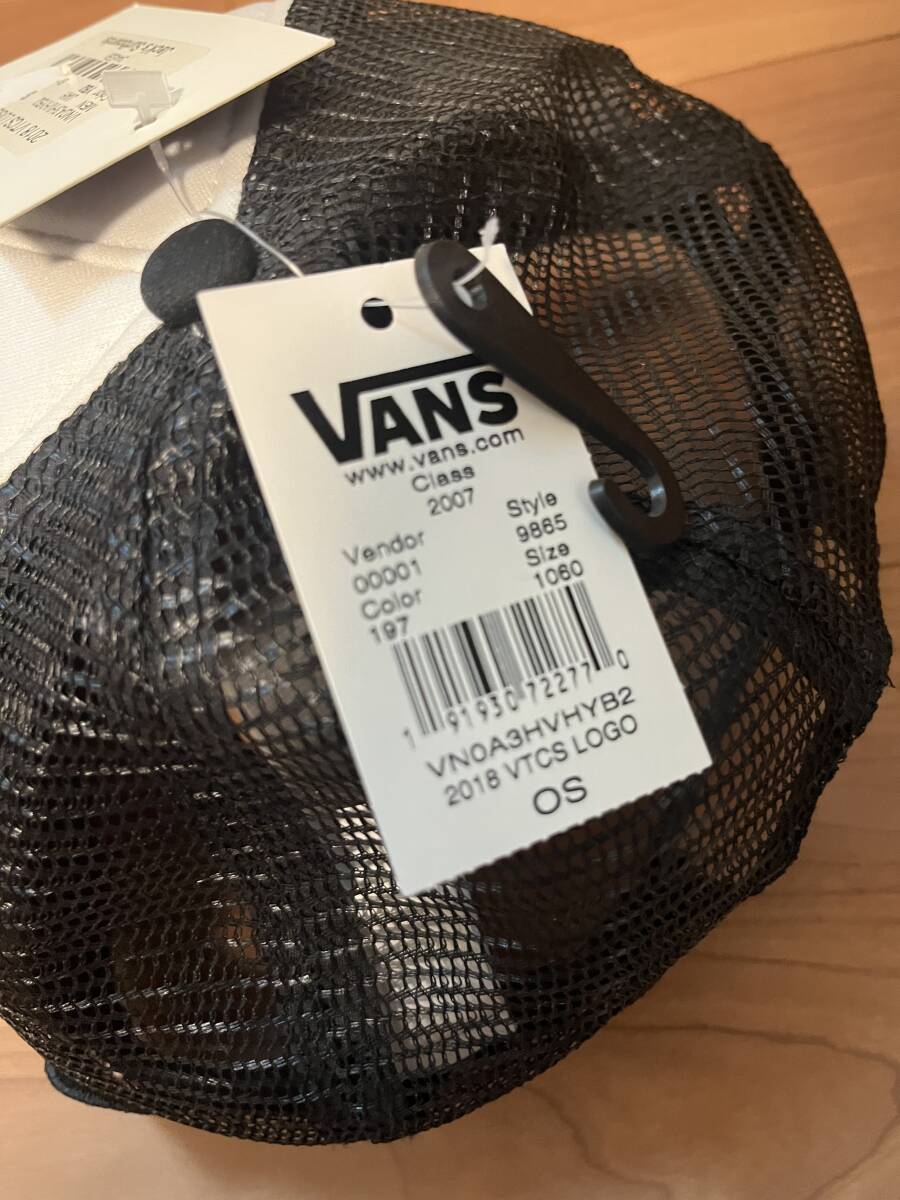 VANS
www.vans.com
Class
2007
Vendor Style
00001 9865
Color Size
197 1060
1 91930 72277 0
VN0A3HVHYB2
2018 VTCS LOGO
OS